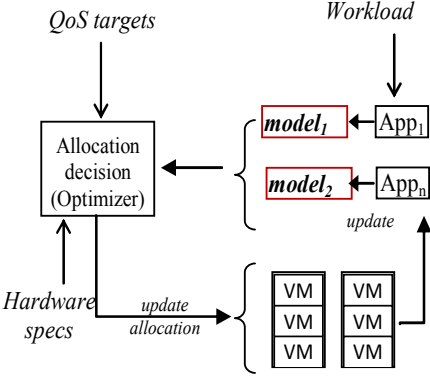 QoS targets
Workload
Allocation
decision
(Optimizer)
model₁
App₁
model₂
Appₙ
update
Hardware
specs
update
allocation
VM VM
VM VM
VM VM